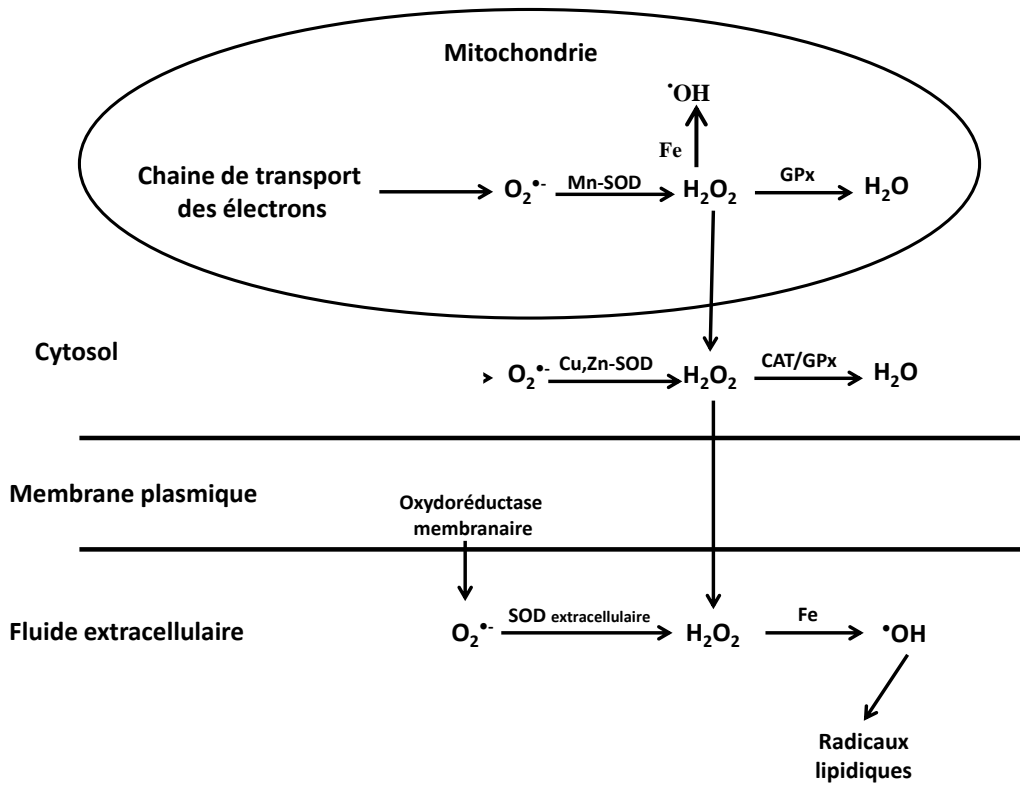 Mitochondrie
•OH
Fe
Chaine de transport
des électrons
O₂•- Mn-SOD H₂O₂ GPx H₂O
Cytosol
O₂•- Cu,Zn-SOD H₂O₂ CAT/GPx H₂O
Membrane plasmique
Oxydoréductase
membranaire
Fluide extracellulaire
O₂•- SOD extracellulaire H₂O₂ Fe •OH
Radicaux
lipidiques